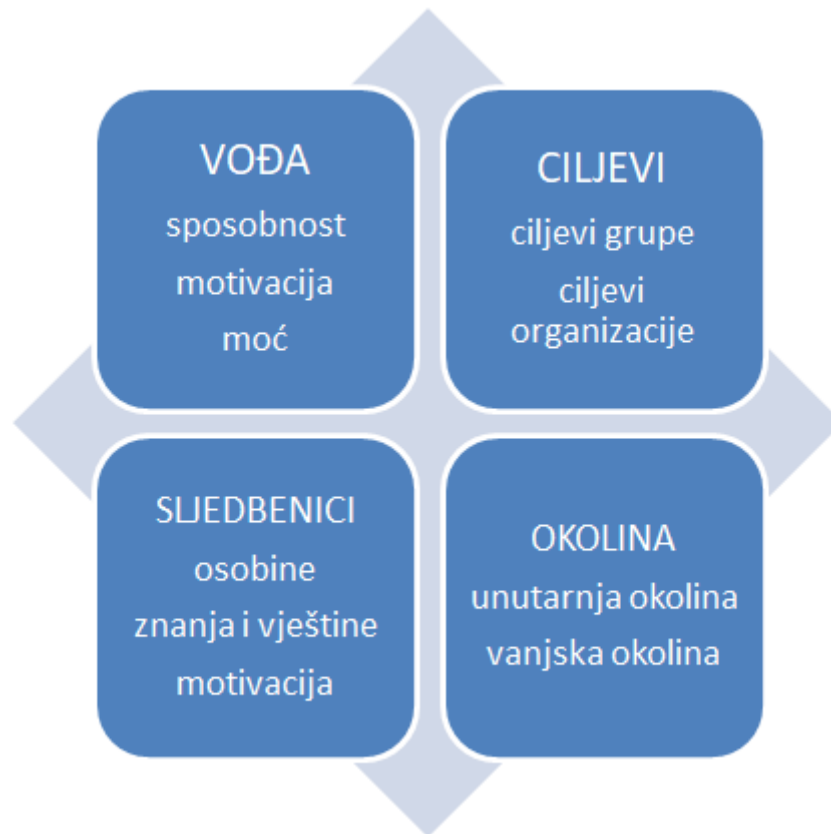 VOĐA
sposobnost
motivacija
moć
CILJEVI
ciljevi grupe
ciljevi
organizacije
SLJEDBENICI
osobine
znanja i vještine
motivacija
OKOLINA
unutarnja okolina
vanjska okolina